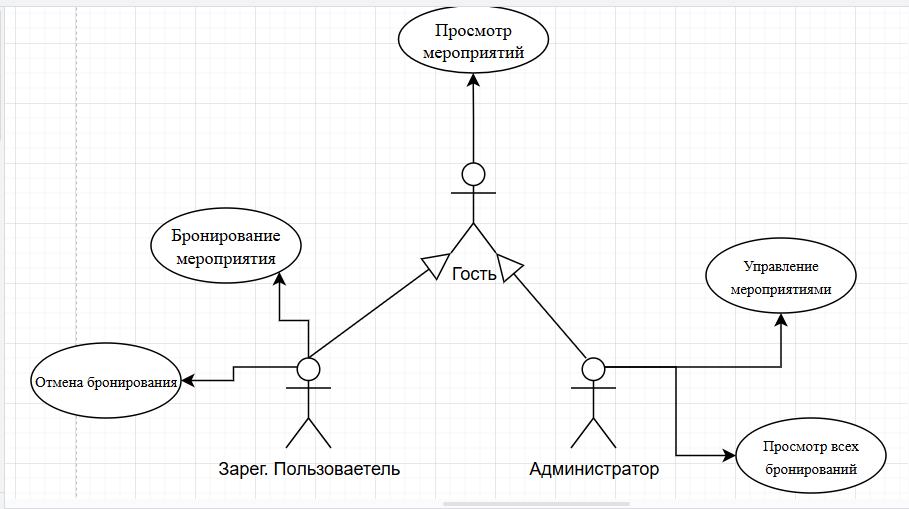 Просмотр
мероприятий
Бронирование
мероприятия
Гость
Управление
мероприятиями
Отмена бронирования
Зарег. Пользоваетель
Администратор
Просмотр всех
бронирований